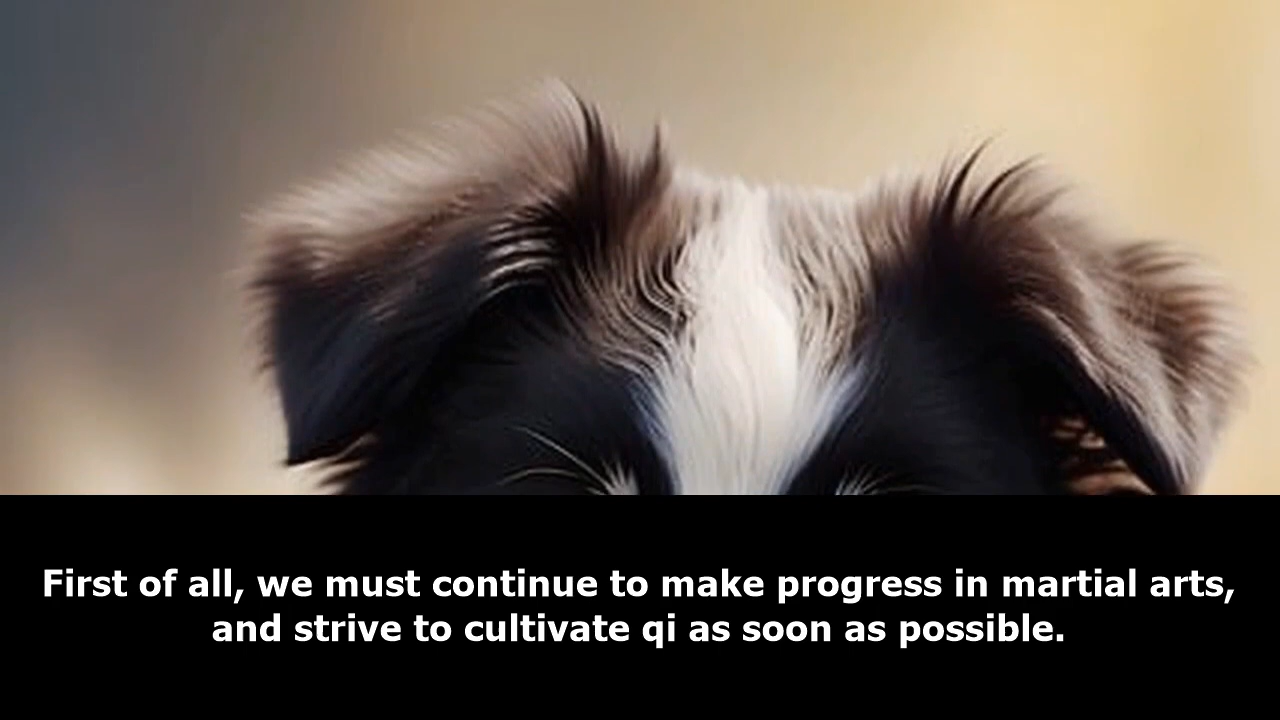 First of all, we must continue to make progress in martial arts,
and strive to cultivate qi as soon as possible.